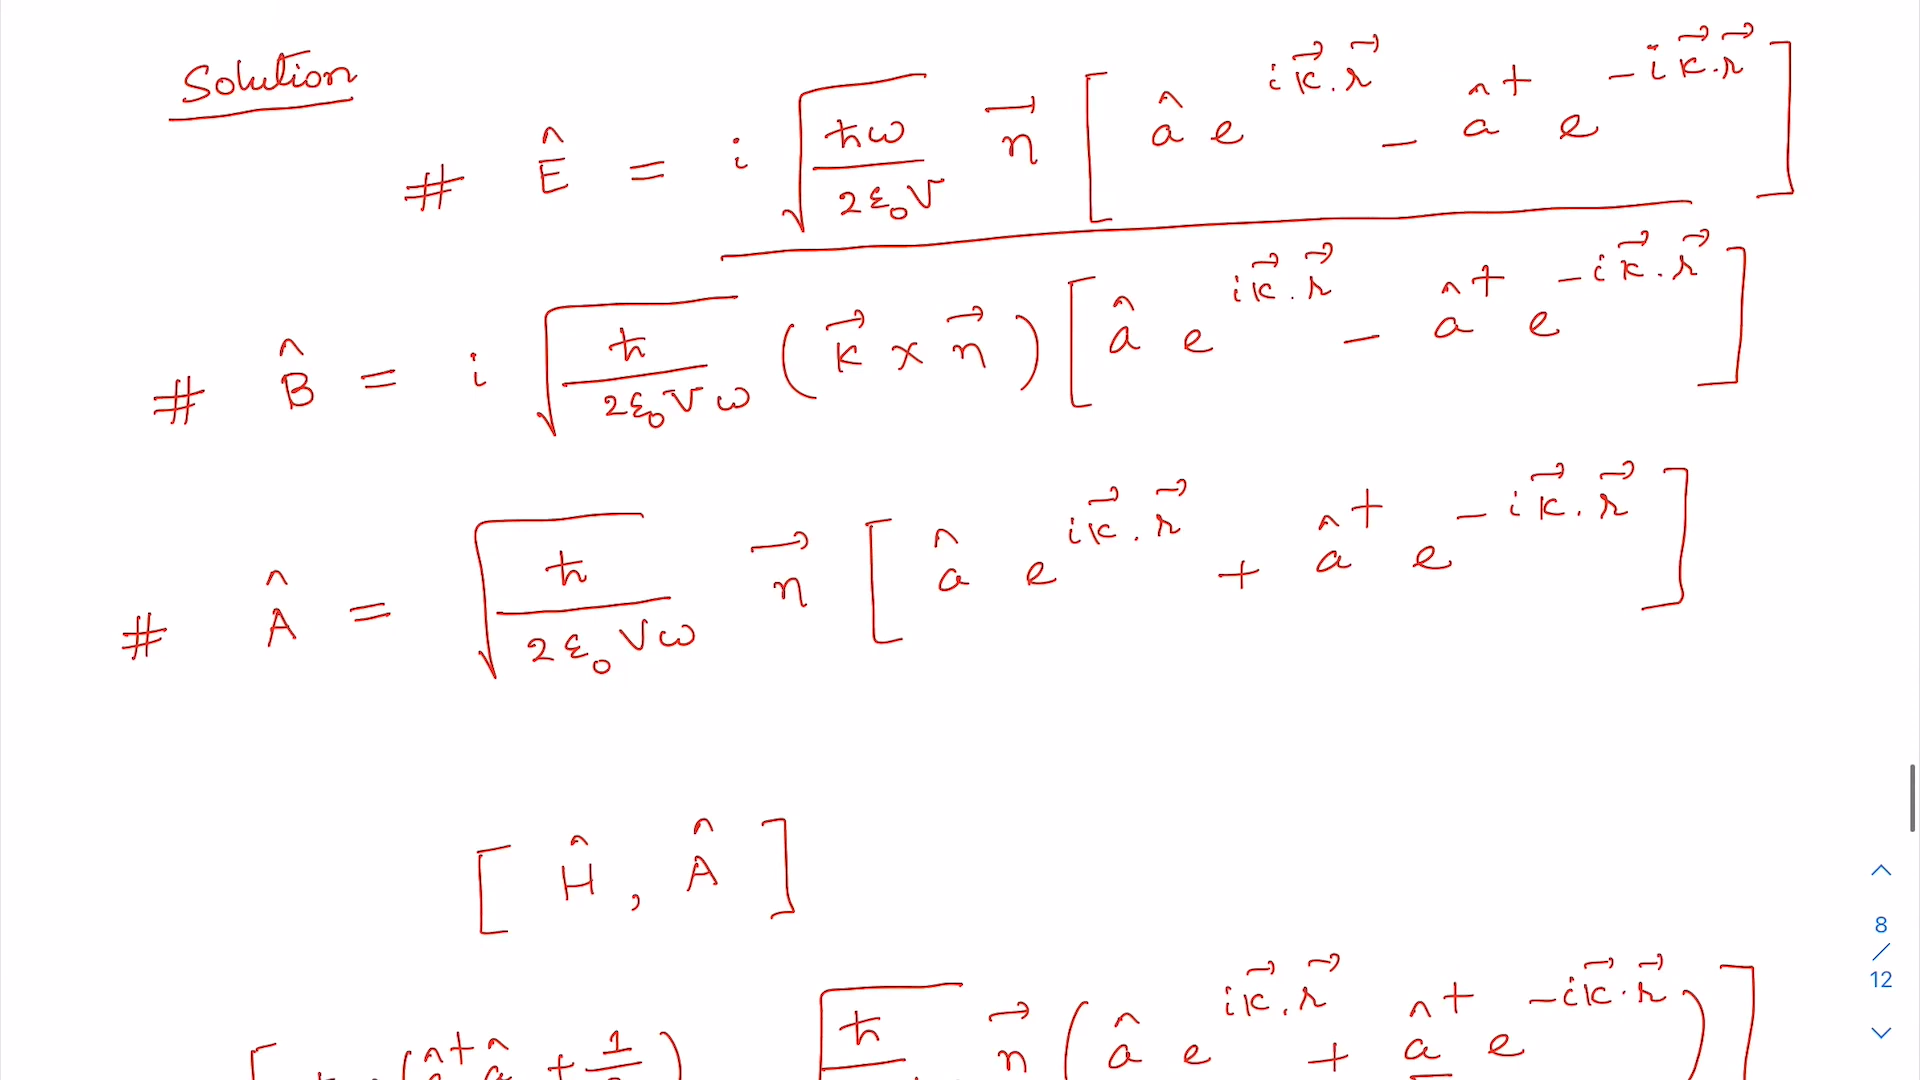 Solution
# Ê = i √(ħω / 2ε₀V) n⃗ [ â e^{i k⃗.r⃗} − â† e^{−i k⃗.r⃗} ]
# B̂ = i √(ħ / 2ε₀Vω) (k⃗ × n⃗) [ â e^{i k⃗.r⃗} − â† e^{−i k⃗.r⃗} ]
# Â = √(ħ / 2ε₀Vω) n⃗ [ â e^{i k⃗.r⃗} + â† e^{−i k⃗.r⃗} ]
[ Ĥ , Â ]
8
/
12